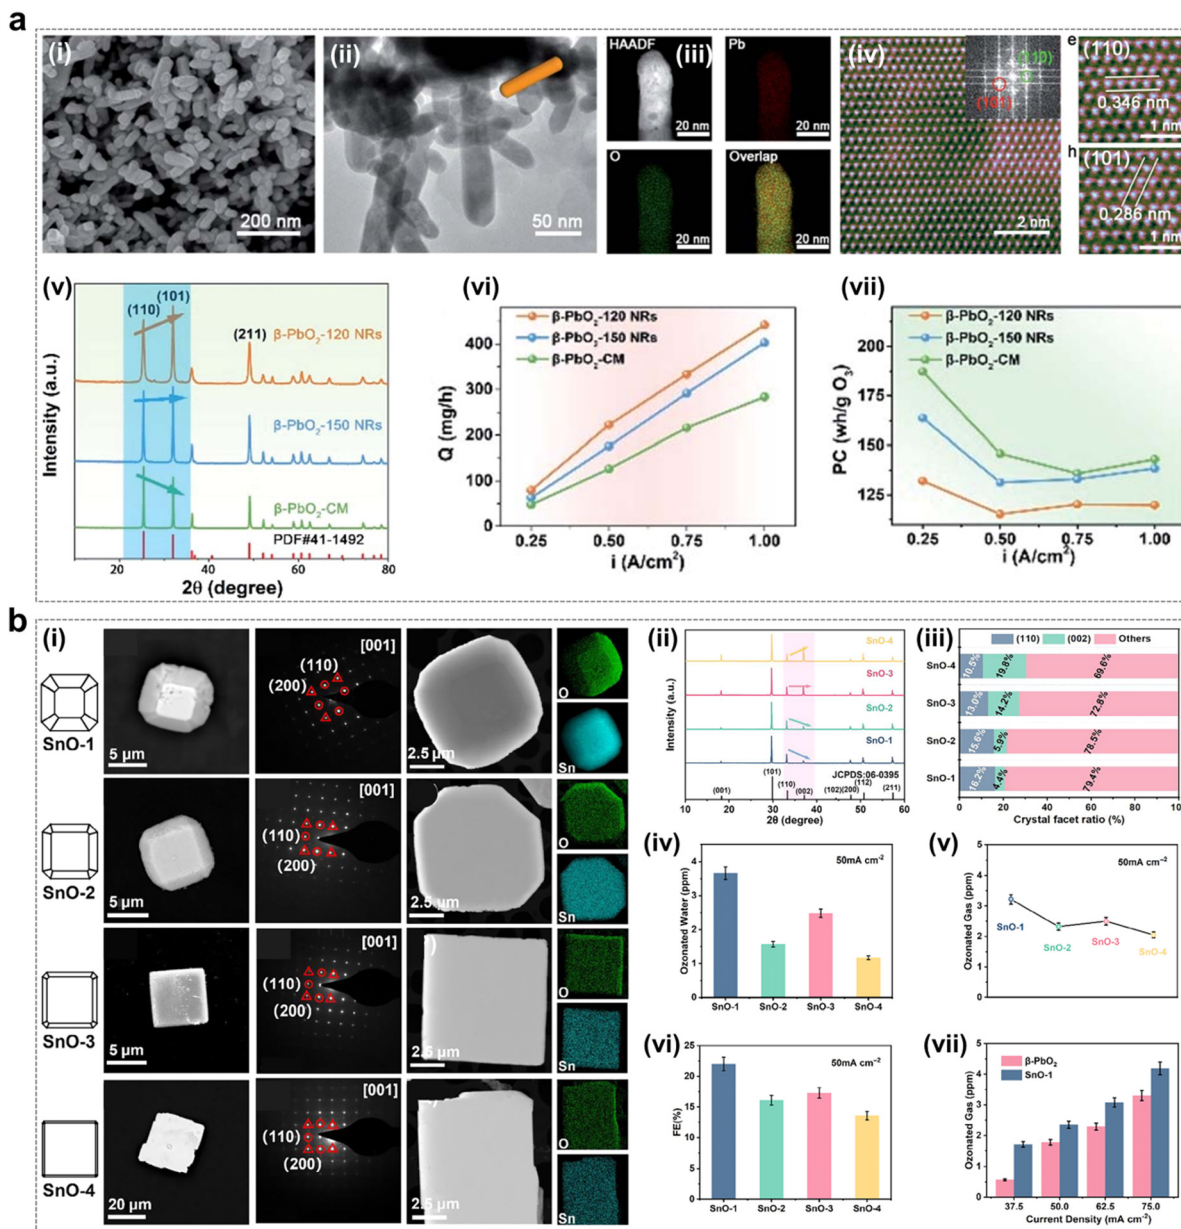 a
(i)
200 nm
(ii)
50 nm
HAADF
(iii)
Pb
20 nm
20 nm
O
Overlap
20 nm
20 nm
(iv)
(110)
(101)
2 nm
e
(110)
0.346 nm
1 nm
h
(101)
0.286 nm
1 nm
(v)
(110)
(101)
(211)
β-PbO₂-120 NRs
β-PbO₂-150 NRs
β-PbO₂-CM
PDF#41-1492
Intensity (a.u.)
20 40 60 80
2θ (degree)
(vi)
β-PbO₂-120 NRs
β-PbO₂-150 NRs
β-PbO₂-CM
Q (mg/h)
400
300
200
100
0
0.25 0.50 0.75 1.00
i (A/cm²)
(vii)
β-PbO₂-120 NRs
β-PbO₂-150 NRs
β-PbO₂-CM
PC (wh/g O₃)
225
200
175
150
125
0.25 0.50 0.75 1.00
i (A/cm²)
b
(i)
SnO-1
5 μm
[001]
(110)
(200)
2.5 μm
O
Sn
SnO-2
5 μm
[001]
(110)
(200)
2.5 μm
O
Sn
SnO-3
5 μm
[001]
(110)
(200)
2.5 μm
O
Sn
SnO-4
20 μm
[001]
(110)
(200)
2.5 μm
O
Sn
(ii)
SnO-4
SnO-3
SnO-2
SnO-1
JCPDS:06-0395
(001)
(101)
(110)
(002)
(102)
(200)
(112)
(211)
Intensity (a.u.)
10 20 30 40 50 60
2θ (degree)
(iii)
(110) (002) Others
SnO-4 10.5% 19.8% 69.6%
SnO-3 13.0% 14.2% 72.8%
SnO-2 15.6% 5.9% 78.5%
SnO-1 16.2% 4.4% 79.4%
0 20 40 60 80 100
Crystal facet ratio (%)
(iv)
50mA cm⁻²
Ozonated Water (ppm)
5
4
3
2
1
0
SnO-1 SnO-2 SnO-3 SnO-4
(v)
50mA cm⁻²
Ozonated Gas (ppm)
5
4
3
2
1
0
SnO-1
SnO-2
SnO-3
SnO-4
(vi)
50mA cm⁻²
FE(%)
25
20
15
10
5
0
SnO-1 SnO-2 SnO-3 SnO-4
(vii)
β-PbO₂
SnO-1
Ozonated Gas (ppm)
5
4
3
2
1
0
37.5 50.0 62.5 75.0
Current Density (mA cm⁻²)